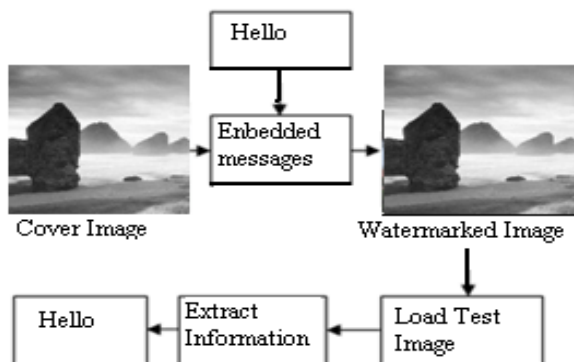 Hello
Enbedded
messages
Cover Image
Watermarked Image
Hello
Extract
Information
Load Test
Image